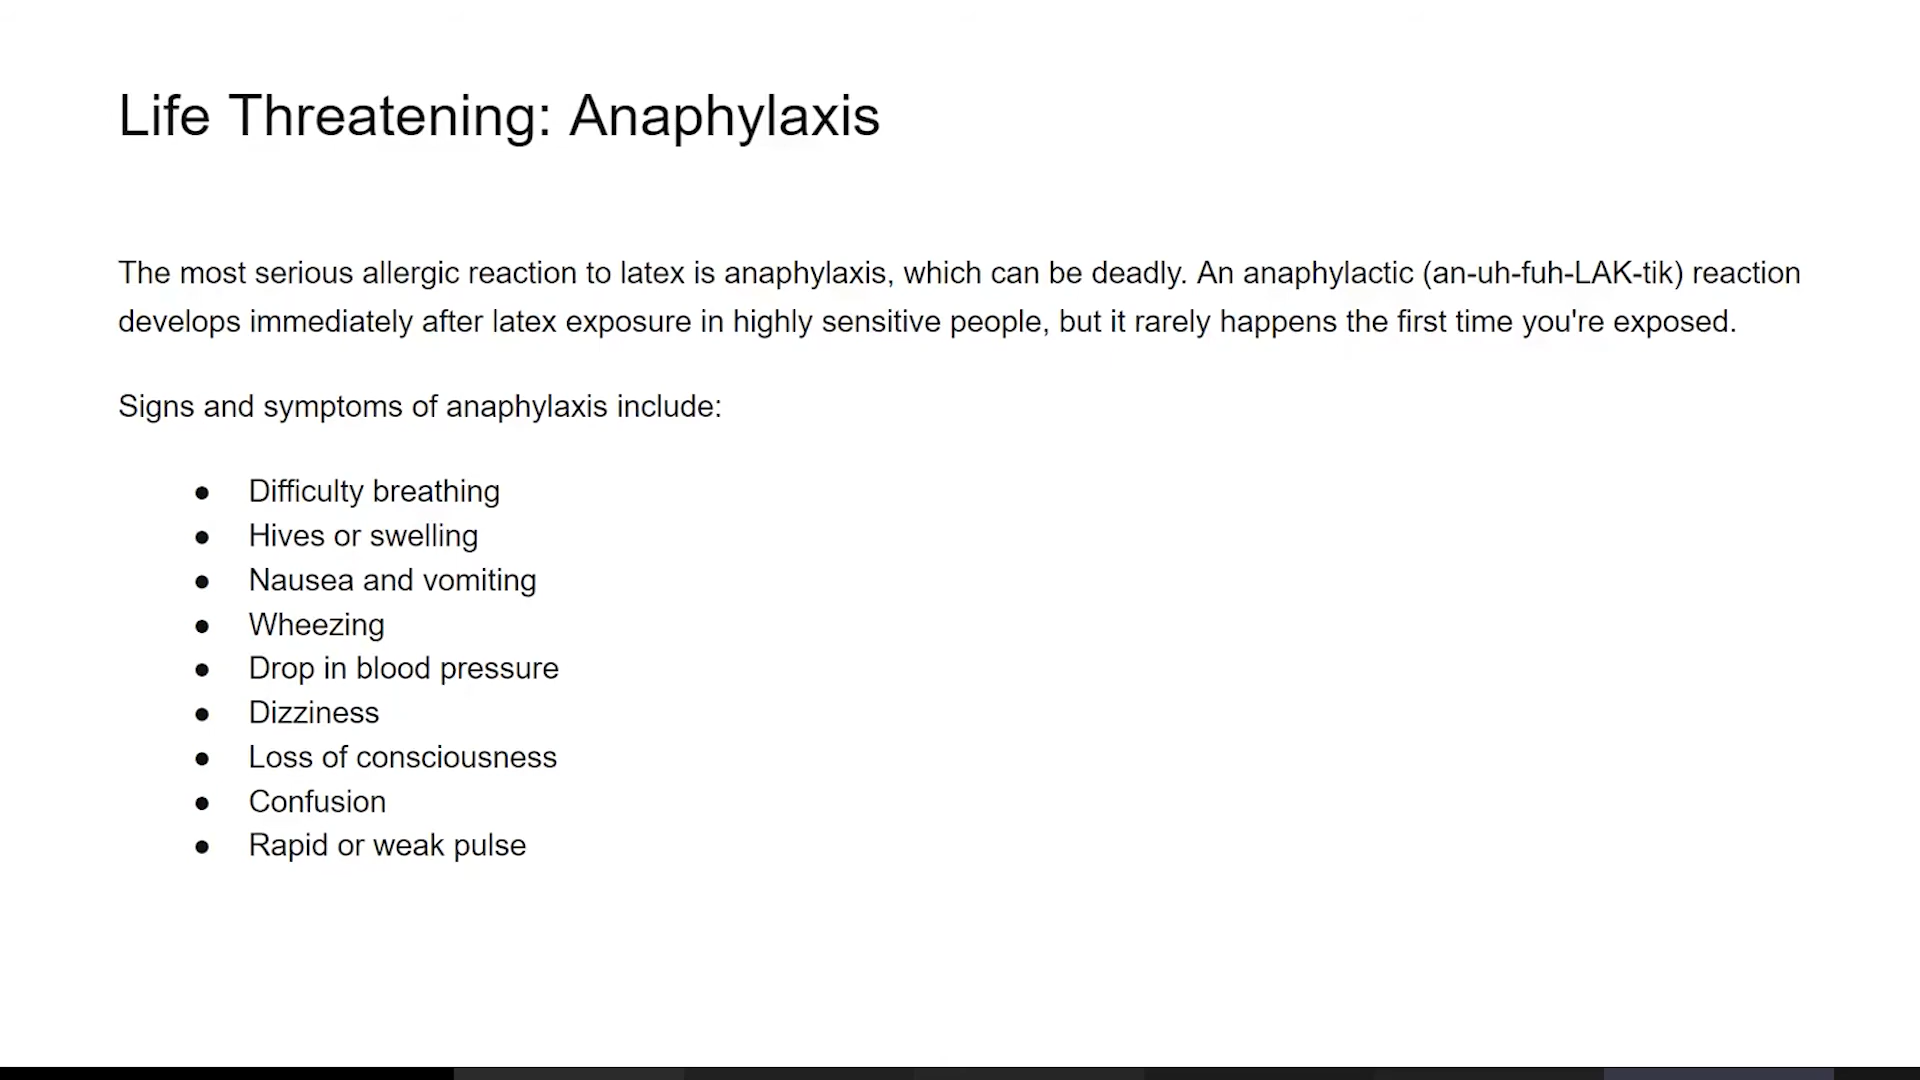 Life Threatening: Anaphylaxis
The most serious allergic reaction to latex is anaphylaxis, which can be deadly. An anaphylactic (an-uh-fuh-LAK-tik) reaction
develops immediately after latex exposure in highly sensitive people, but it rarely happens the first time you're exposed.
Signs and symptoms of anaphylaxis include:
● Difficulty breathing
● Hives or swelling
● Nausea and vomiting
● Wheezing
● Drop in blood pressure
● Dizziness
● Loss of consciousness
● Confusion
● Rapid or weak pulse